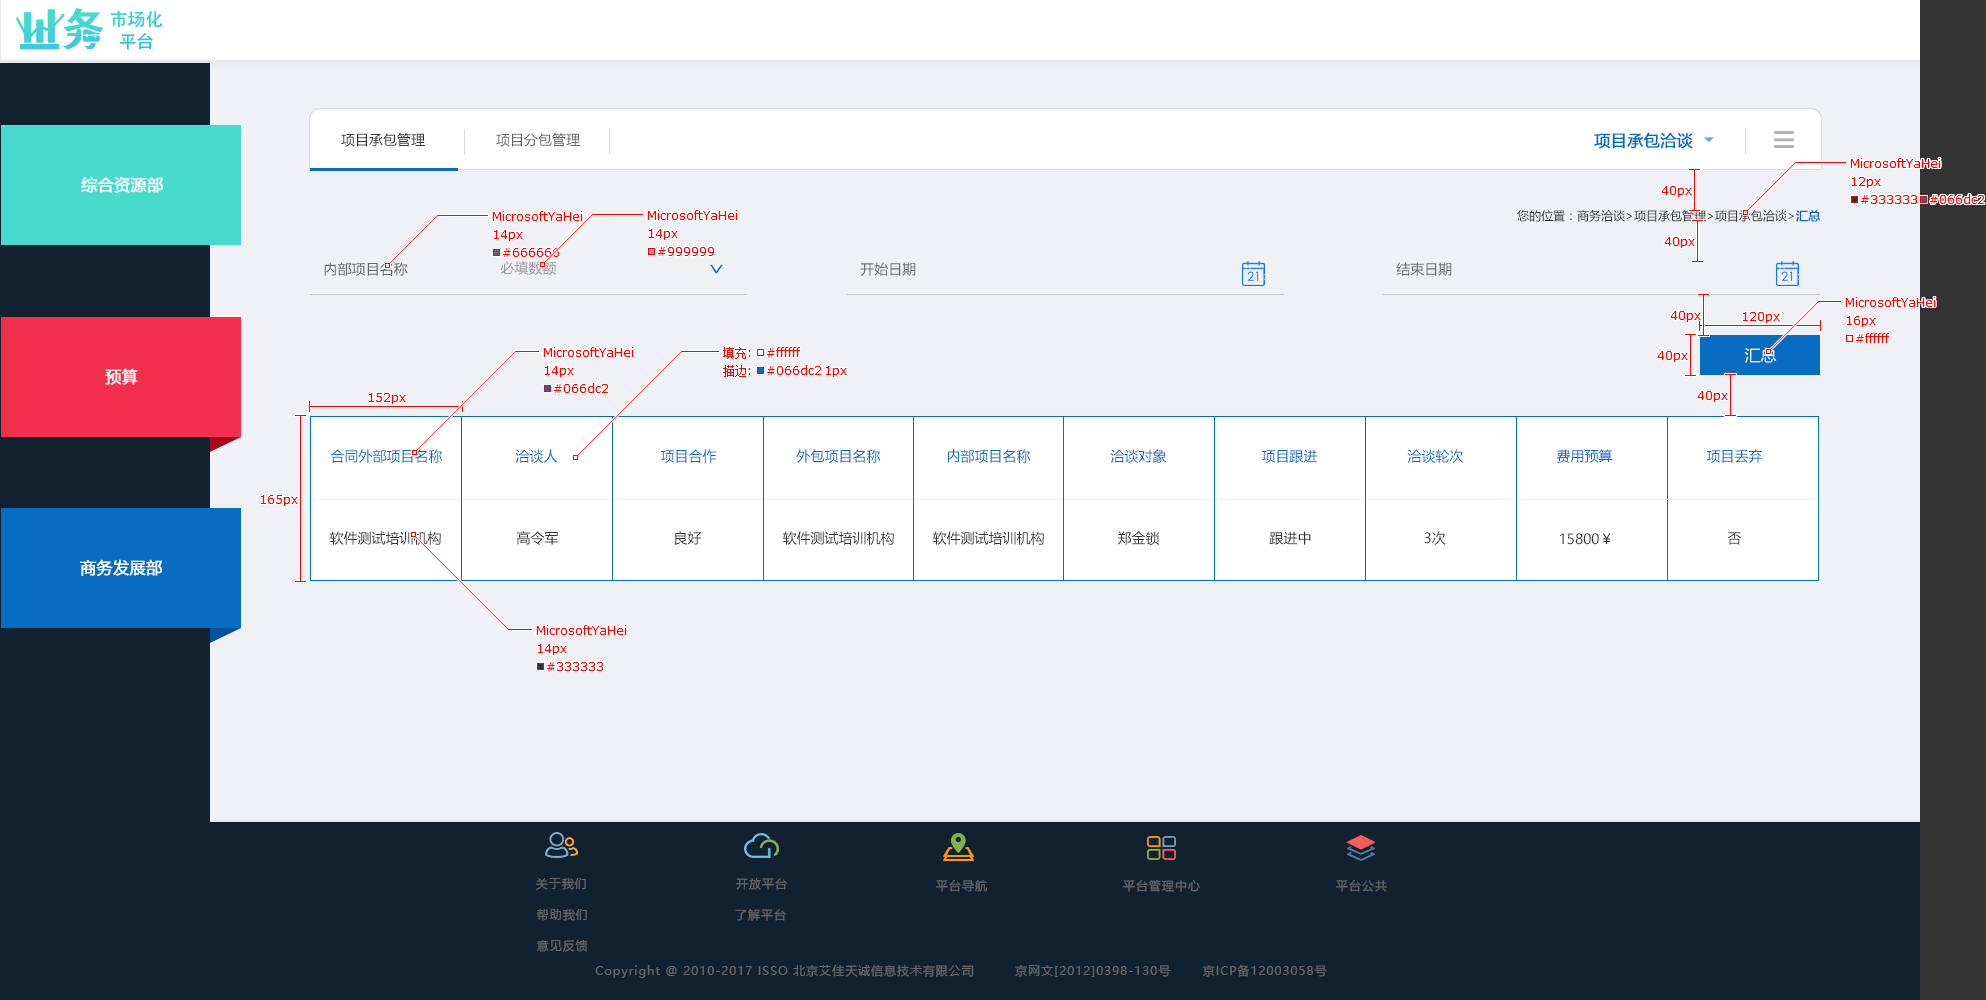 业务 市场化
平台
项目承包管理
项目分包管理
项目承包洽谈
MicrosoftYaHei
12px
#333333 #066dc2
40px
您的位置：商务洽谈>项目承包管理>项目承包洽谈>汇总
40px
综合资源部
MicrosoftYaHei
14px
#666666
MicrosoftYaHei
14px
#999999
内部项目名称
必填数额
开始日期
21
结束日期
21
MicrosoftYaHei
16px
#ffffff
40px
120px
40px
汇总
40px
预算
MicrosoftYaHei
14px
#066dc2
填充: #ffffff
描边: #066dc2 1px
152px
165px
合同外部项目名称 洽谈人 项目合作 外包项目名称 内部项目名称 洽谈对象 项目跟进 洽谈轮次 费用预算 项目丢弃
软件测试培训机构 高令军 良好 软件测试培训机构 软件测试培训机构 郑金锁 跟进中 3次 15800 ¥ 否
商务发展部
MicrosoftYaHei
14px
#333333
关于我们
帮助我们
意见反馈
开放平台
了解平台
平台导航
平台管理中心
平台公共
Copyright @ 2010-2017 ISSO 北京艾佳天诚信息技术有限公司 京网文[2012]0398-130号 京ICP备12003058号